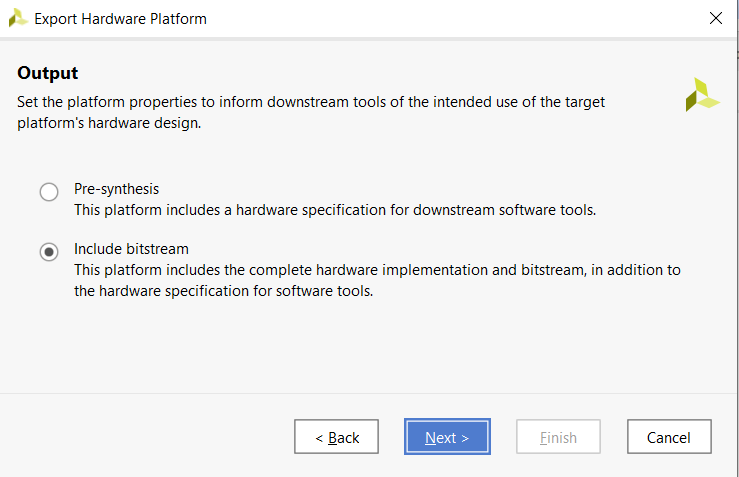 Export Hardware Platform
Output
Set the platform properties to inform downstream tools of the intended use of the target
platform's hardware design.
Pre-synthesis
This platform includes a hardware specification for downstream software tools.
Include bitstream
This platform includes the complete hardware implementation and bitstream, in addition to
the hardware specification for software tools.
< Back Next > Finish Cancel